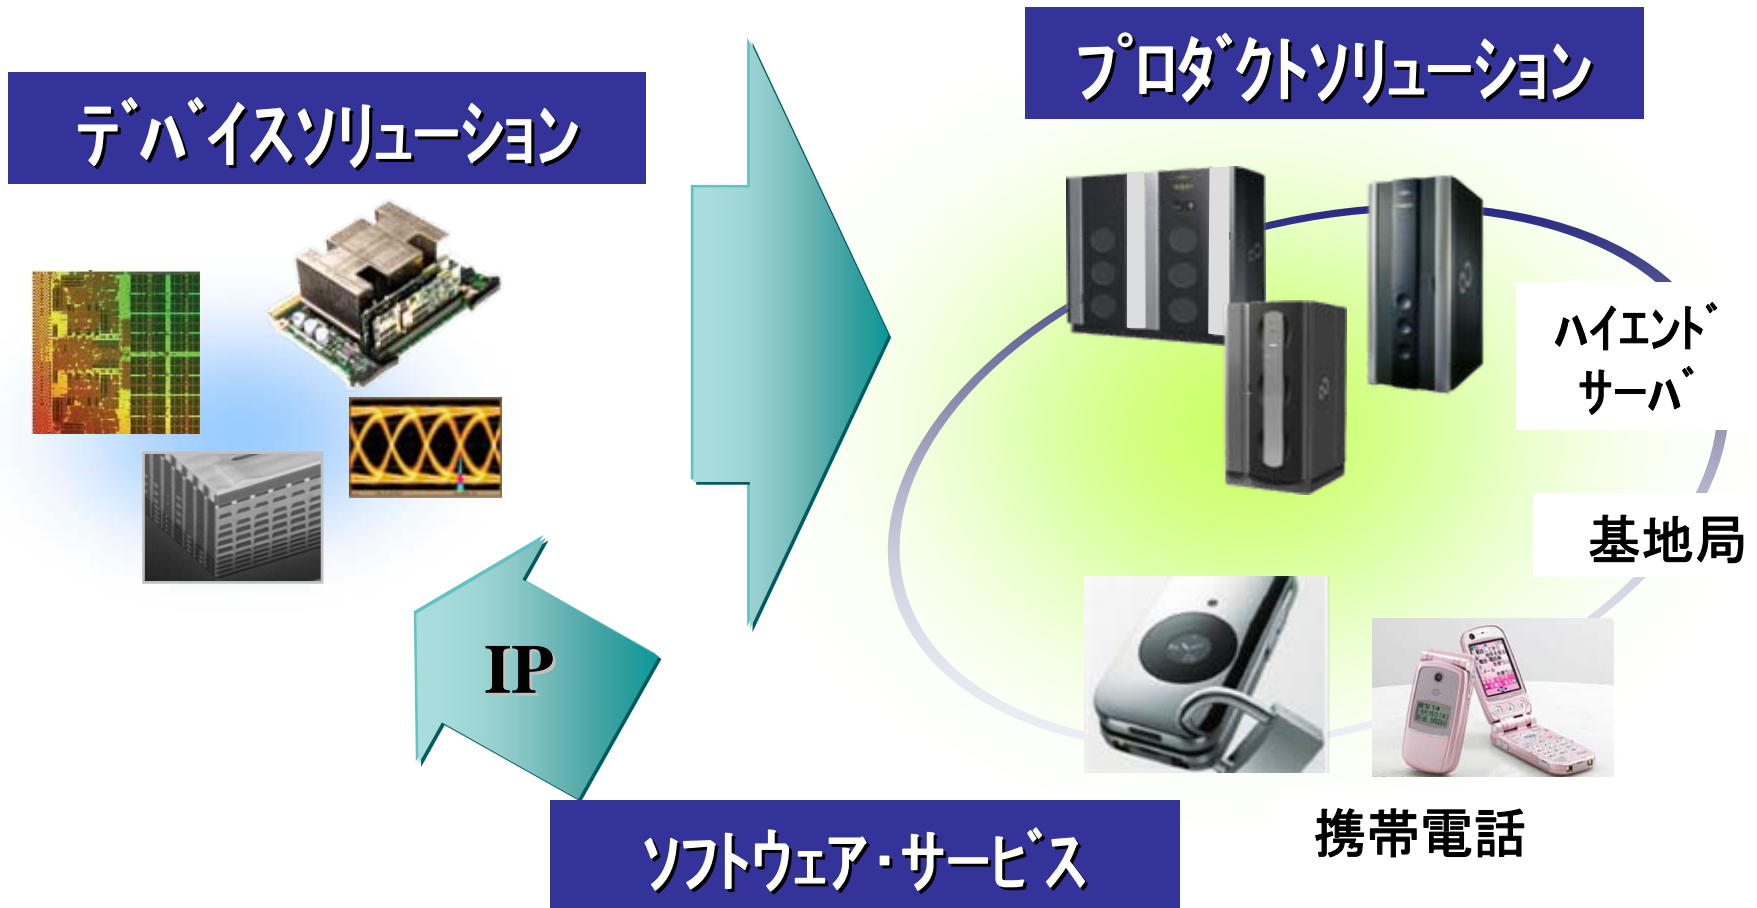 デバイスソリューション
プロダクトソリューション
ハイエンド
サーバ
基地局
IP
携帯電話
ソフトウェア・サービス